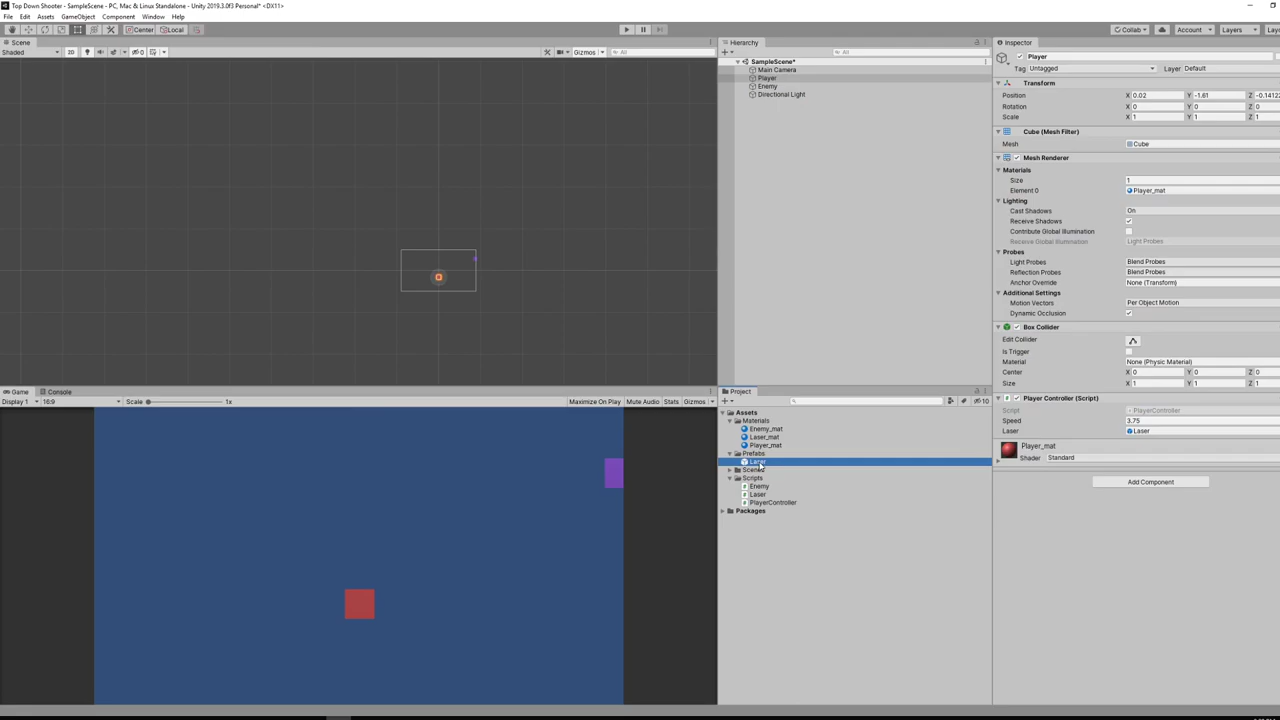 Top Down Shooter - SampleScene - PC, Mac & Linux Standalone - Unity 2019.3.0f3 Personal* <DX11>
File Edit Assets GameObject Component Window Help
Center Local Collab Account Layers
Scene
Shaded 2D 0 Gizmos All
Hierarchy
All
SampleScene*
Main Camera
Player
Enemy
Directional Light
Inspector
Player
Tag Untagged Layer Default
Transform
Position X 0.02 Y -1.61 Z
Rotation X 0 Y 0 Z 0
Scale X 1 Y 1 Z 1
Cube (Mesh Filter)
Mesh Cube
Mesh Renderer
Materials
Size 1
Element 0 Player_mat
Lighting
Cast Shadows On
Receive Shadows
Contribute Global Illumination
Receive Global Illumination Light Probes
Probes
Light Probes Blend Probes
Reflection Probes Blend Probes
Anchor Override None (Transform)
Additional Settings
Motion Vectors Per Object Motion
Dynamic Occlusion
Box Collider
Edit Collider
Is Trigger
Material None (Physic Material)
Center X 0 Y 0 Z 0
Size X 1 Y 1 Z 1
Player Controller (Script)
Script PlayerController
Speed 3.75
Laser Laser
Player_mat
Shader Standard
Add Component
Game Console
Display 1 16:9 Scale 1x Maximize On Play Mute Audio Stats Gizmos
Project
10
Assets
Materials
Enemy_mat
Laser_mat
Player_mat
Prefabs
Laser
Scenes
Scripts
Enemy
Laser
PlayerController
Packages